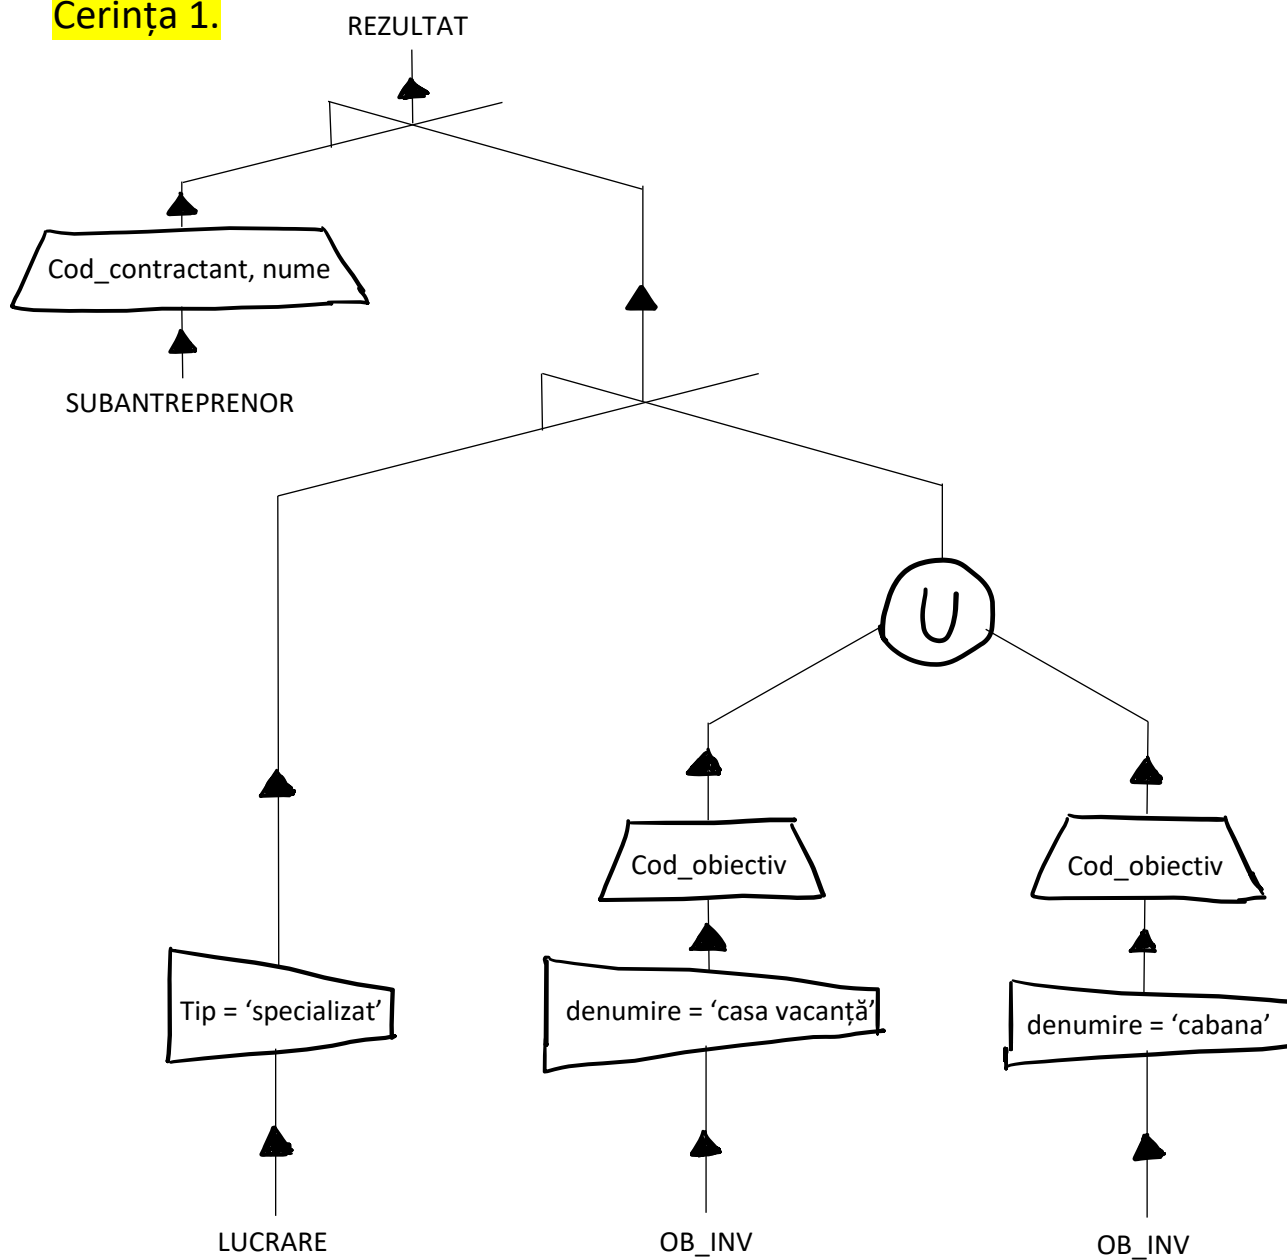 Cerința 1.
REZULTAT
Cod_contractant, nume
SUBANTREPRENOR
U
Cod_obiectiv
Cod_obiectiv
Tip = ‘specializat’
denumire = ‘casa vacanță’
denumire = ‘cabana’
LUCRARE
OB_INV
OB_INV